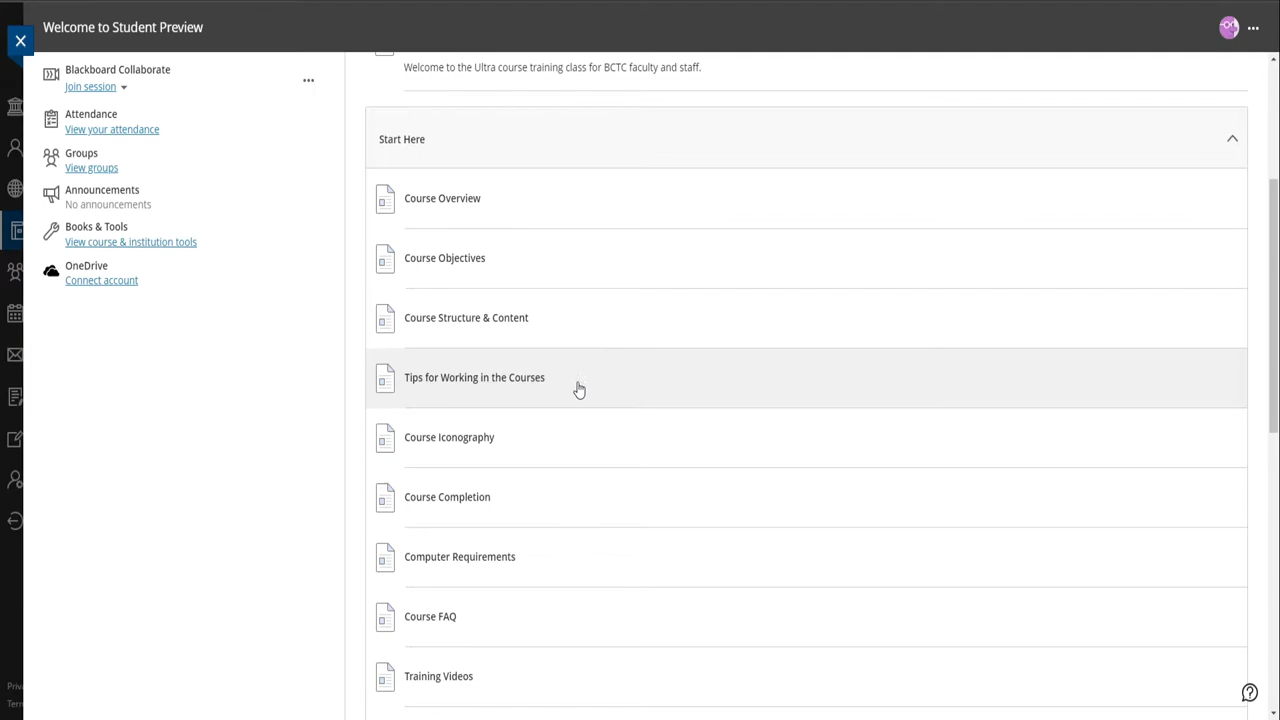 Welcome to Student Preview
Blackboard Collaborate
Join session
Attendance
View your attendance
Groups
View groups
Announcements
No announcements
Books & Tools
View course & institution tools
OneDrive
Connect account
Welcome to the Ultra course training class for BCTC faculty and staff.
Start Here
Course Overview
Course Objectives
Course Structure & Content
Tips for Working in the Courses
Course Iconography
Course Completion
Computer Requirements
Course FAQ
Training Videos
Priv
Term